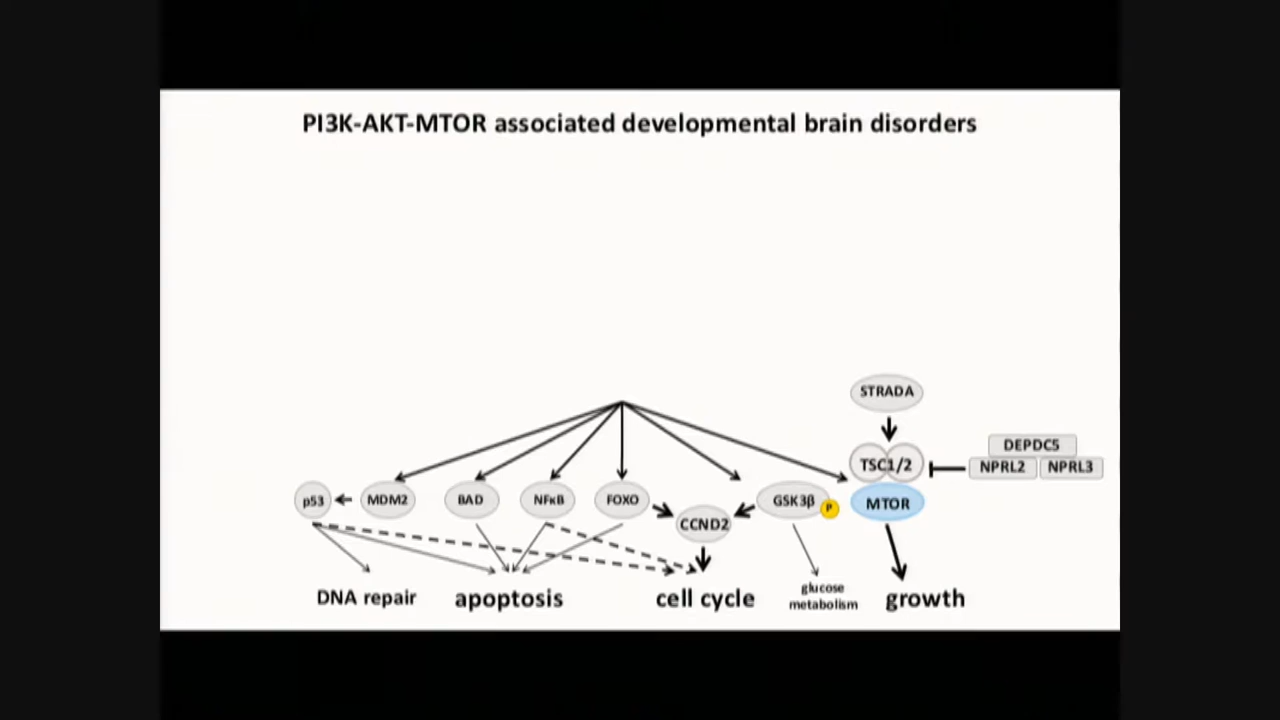 PI3K-AKT-MTOR associated developmental brain disorders
STRADA
DEPDC5
TSC1/2
NPRL2 NPRL3
p53 MDM2 BAD NFκB FOXO GSK3β P MTOR
CCND2
DNA repair apoptosis cell cycle glucose metabolism growth